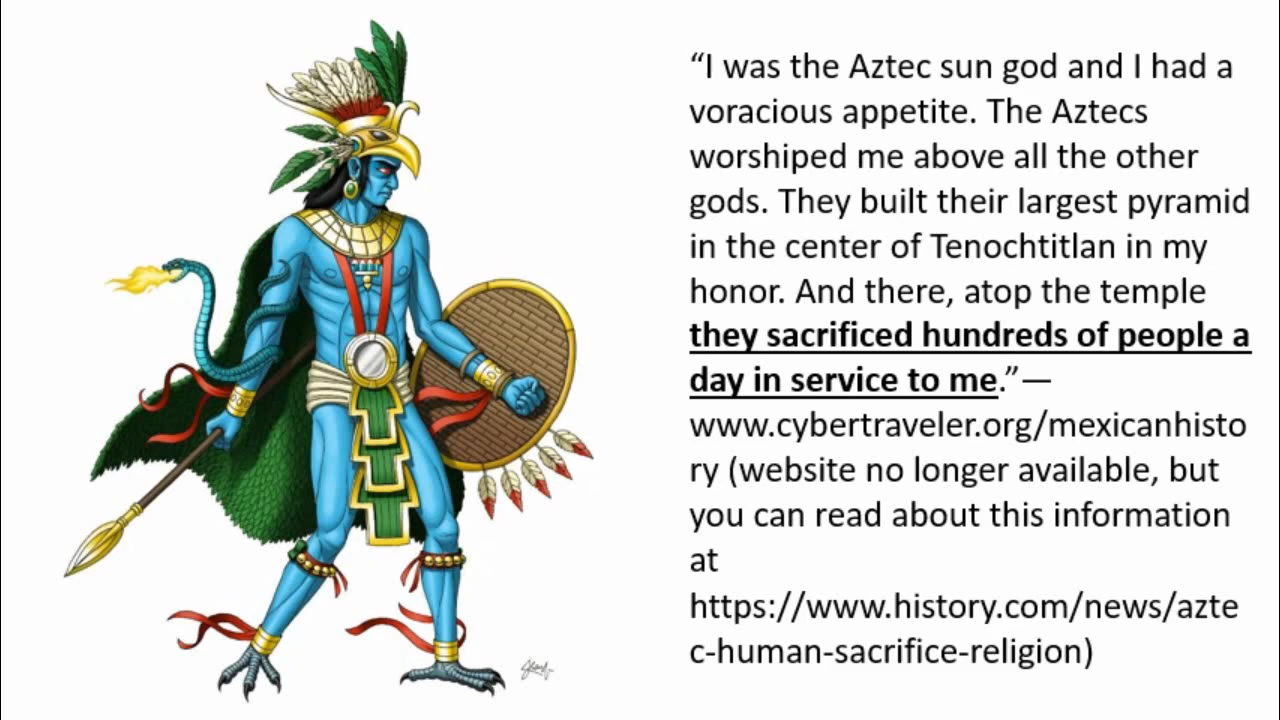 “I was the Aztec sun god and I had a
voracious appetite. The Aztecs
worshiped me above all the other
gods. They built their largest pyramid
in the center of Tenochtitlan in my
honor. And there, atop the temple
they sacrificed hundreds of people a
day in service to me.”—
www.cybertraveler.org/mexicanhisto
ry (website no longer available, but
you can read about this information
at
https://www.history.com/news/azte
c-human-sacrifice-religion)